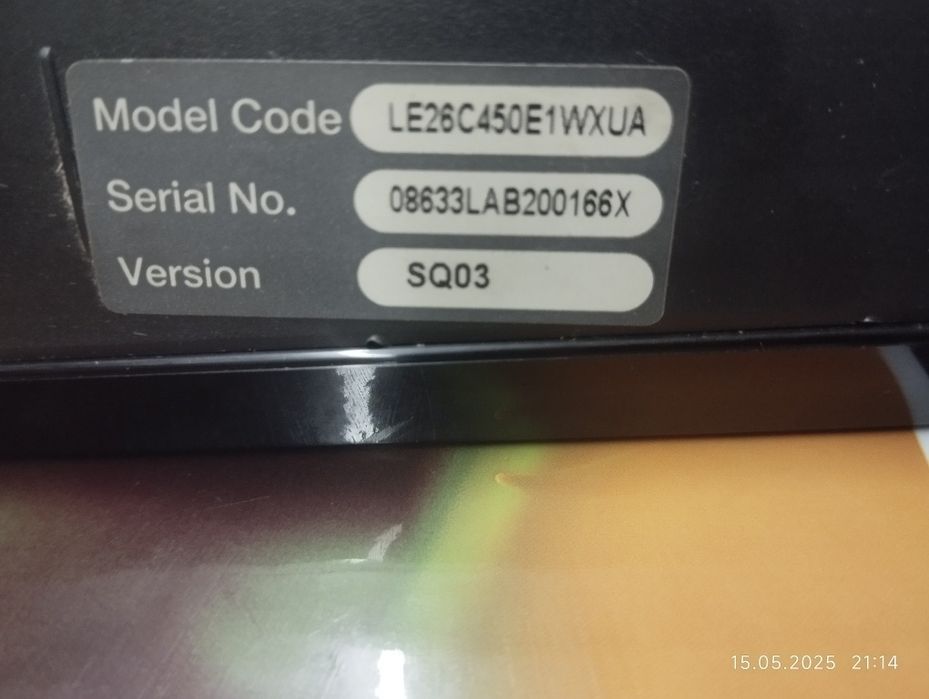 Model Code LE26C450E1WXUA
Serial No. 08633LAB200166X
Version SQ03
15.05.2025 21:14